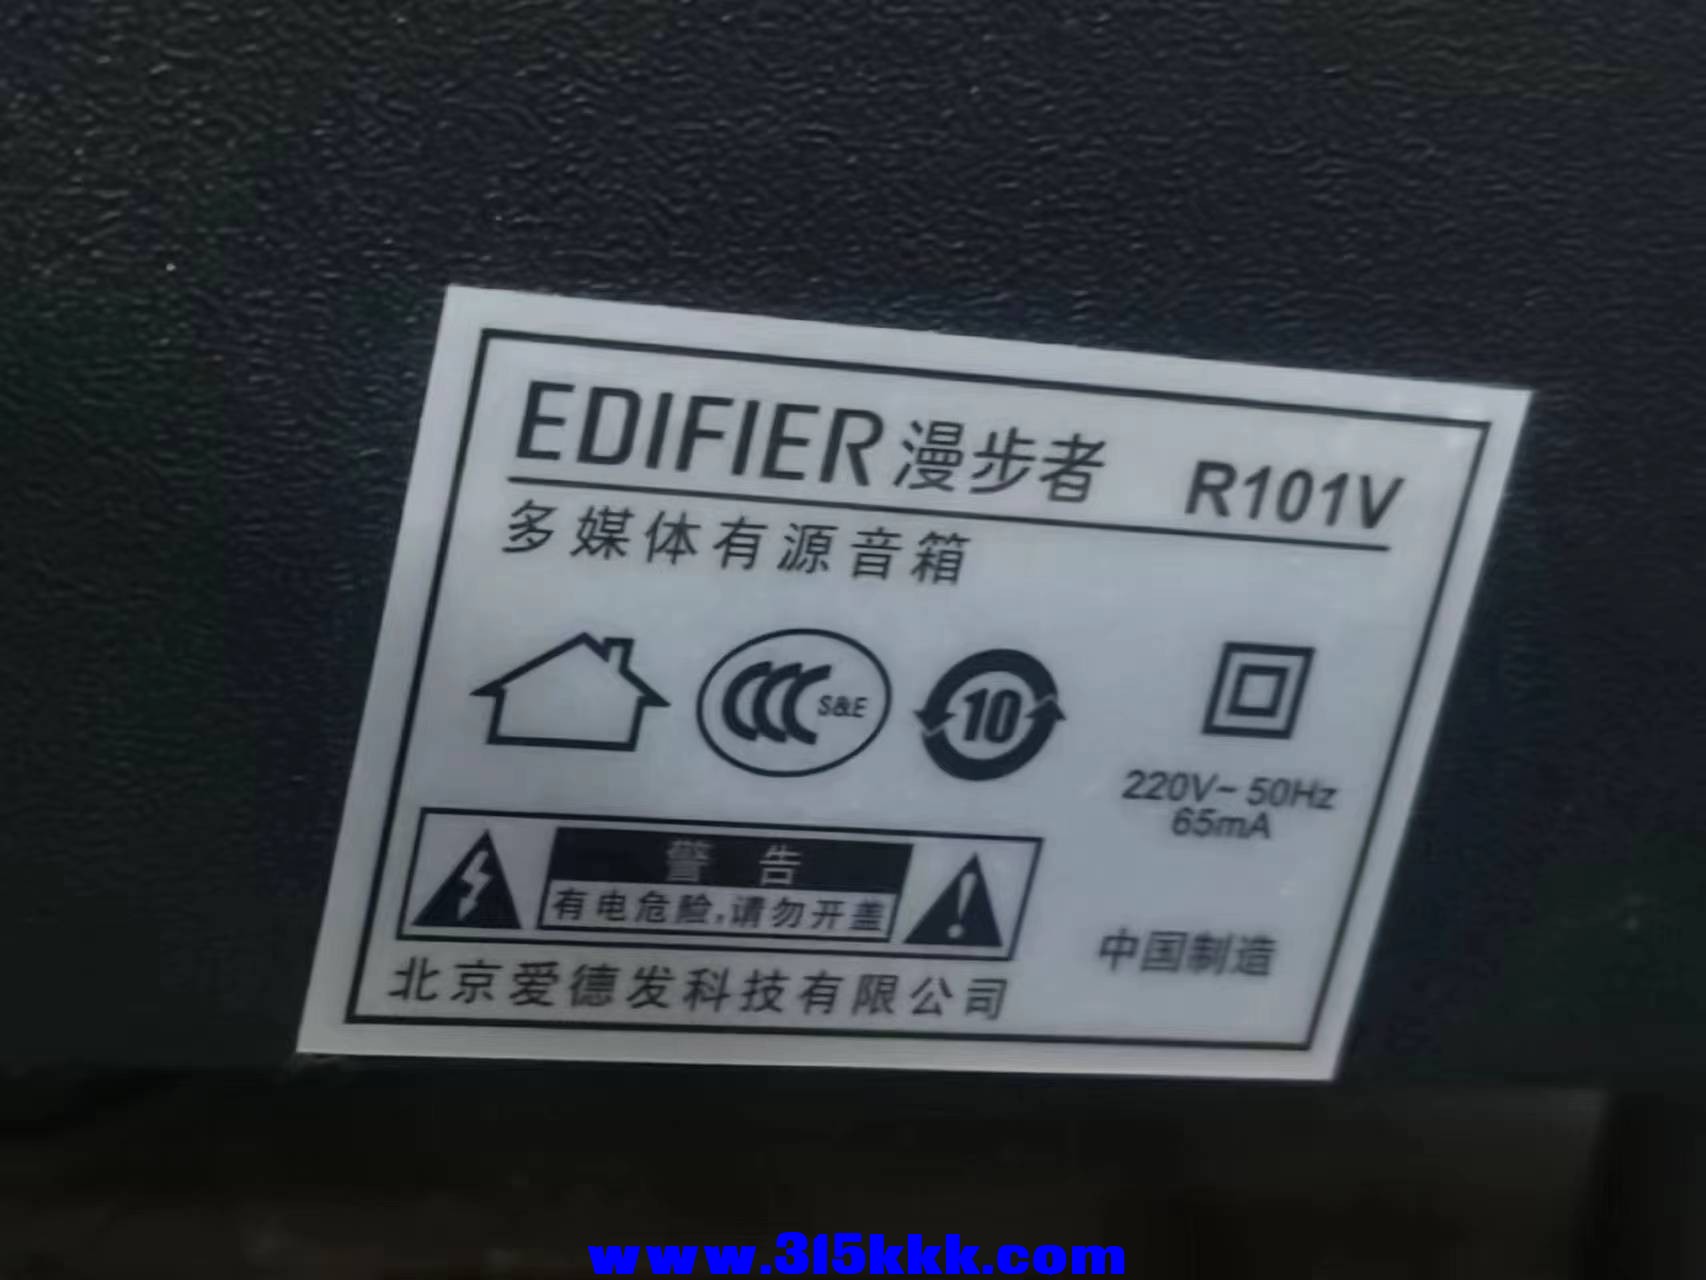 EDIFIER 漫步者 R101V
多媒体有源音箱
CCC S&E
10
220V~ 50Hz
65mA
警告
有电危险,请勿开盖
中国制造
北京爱德发科技有限公司
www.315kkk.com